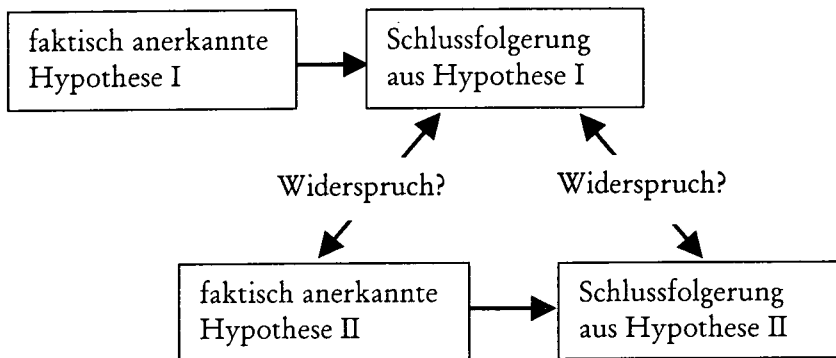 faktisch anerkannte
Hypothese I
Schlussfolgerung
aus Hypothese I
Widerspruch?
Widerspruch?
faktisch anerkannte
Hypothese II
Schlussfolgerung
aus Hypothese II